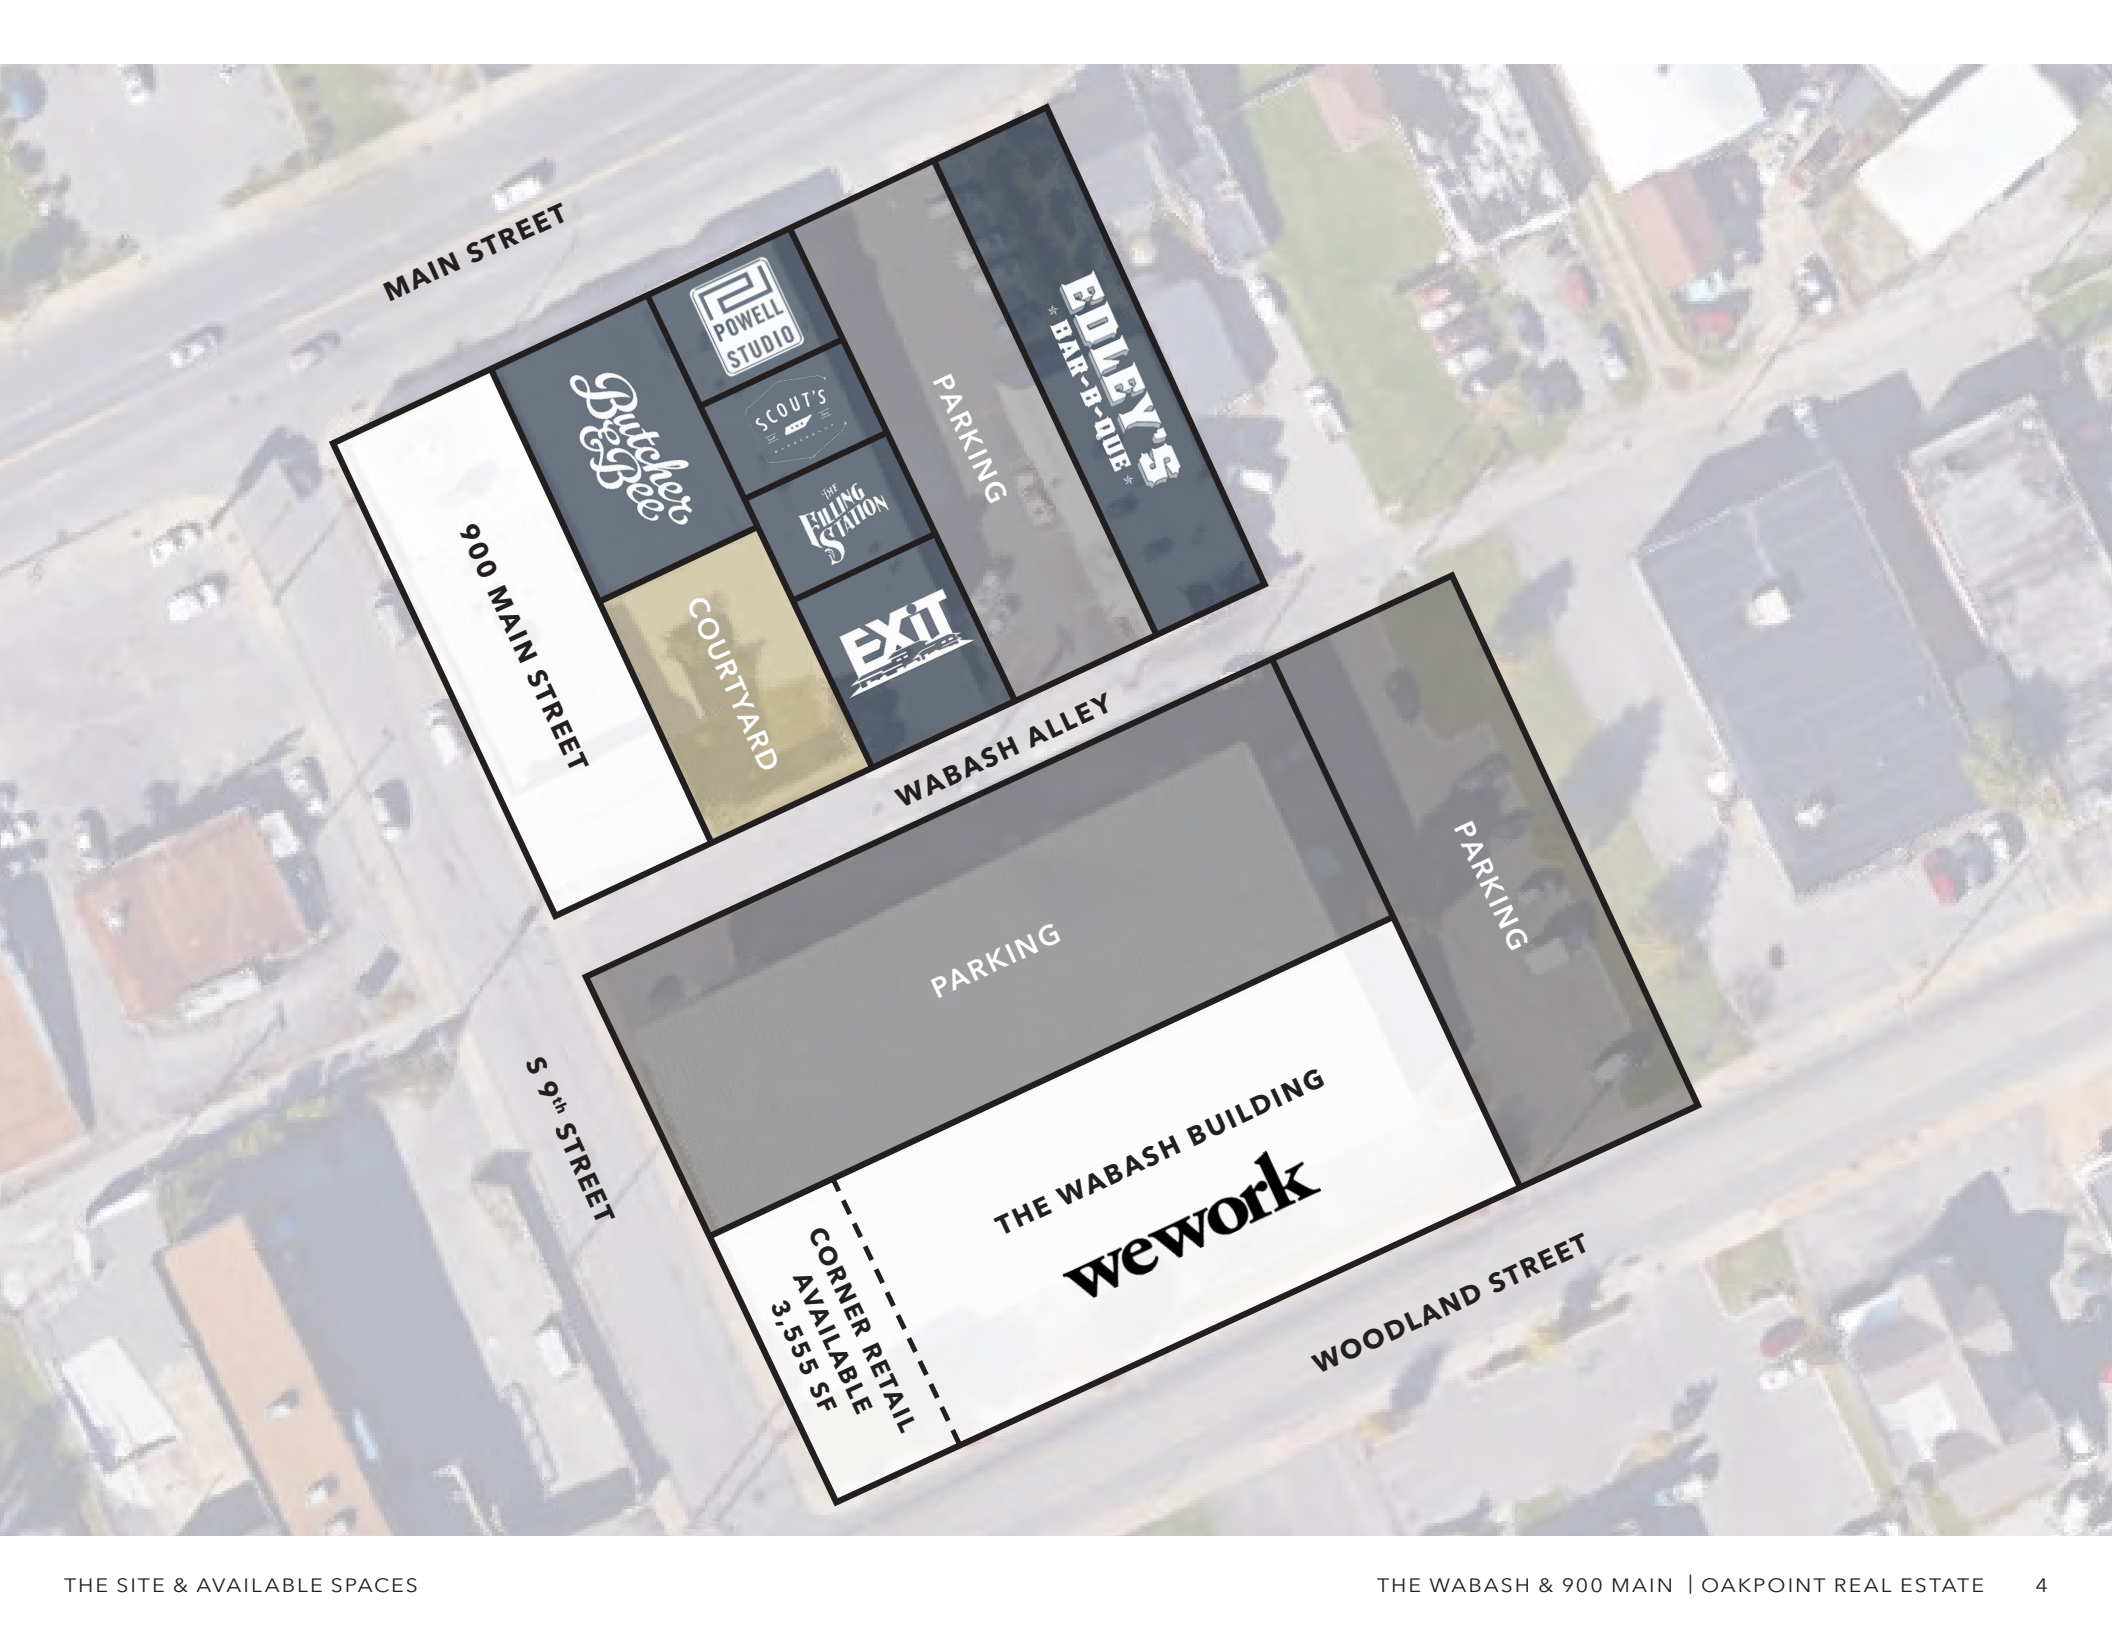 MAIN STREET
900 MAIN STREET
Butcher
& Bee
POWELL
STUDIO
SCOUT'S
THE
FILLING
STATION
EXiT
COURTYARD
PARKING
EDLEY'S
BAR-B-QUE
WABASH ALLEY
PARKING
PARKING
S 9th STREET
THE WABASH BUILDING
wework
CORNER RETAIL
AVAILABLE
3,555 SF
WOODLAND STREET
THE SITE & AVAILABLE SPACES
THE WABASH & 900 MAIN | OAKPOINT REAL ESTATE 4